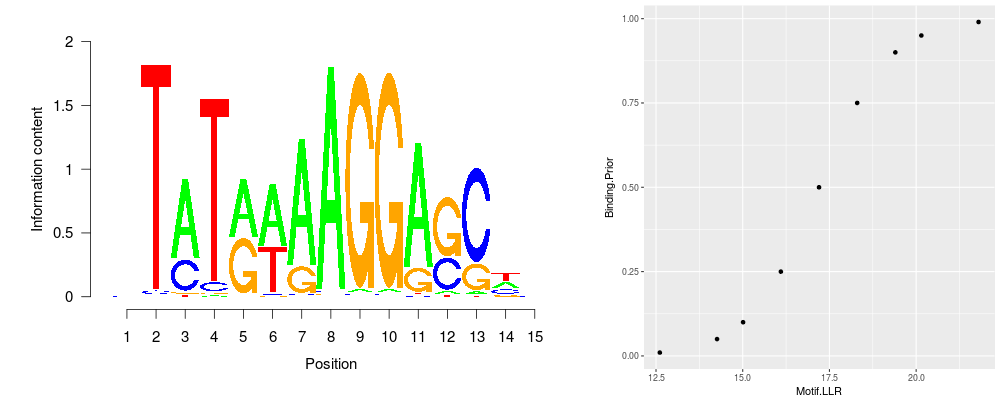 Information content
2
1.5
1
0.5
0
T A T A A A A G G A G C T
C C G T G G C G A
1 2 3 4 5 6 7 8 9 10 11 12 13 14 15
Position
Binding.Prior
1.00
0.75
0.50
0.25
0.00
12.5 15.0 17.5 20.0
Motif.LLR